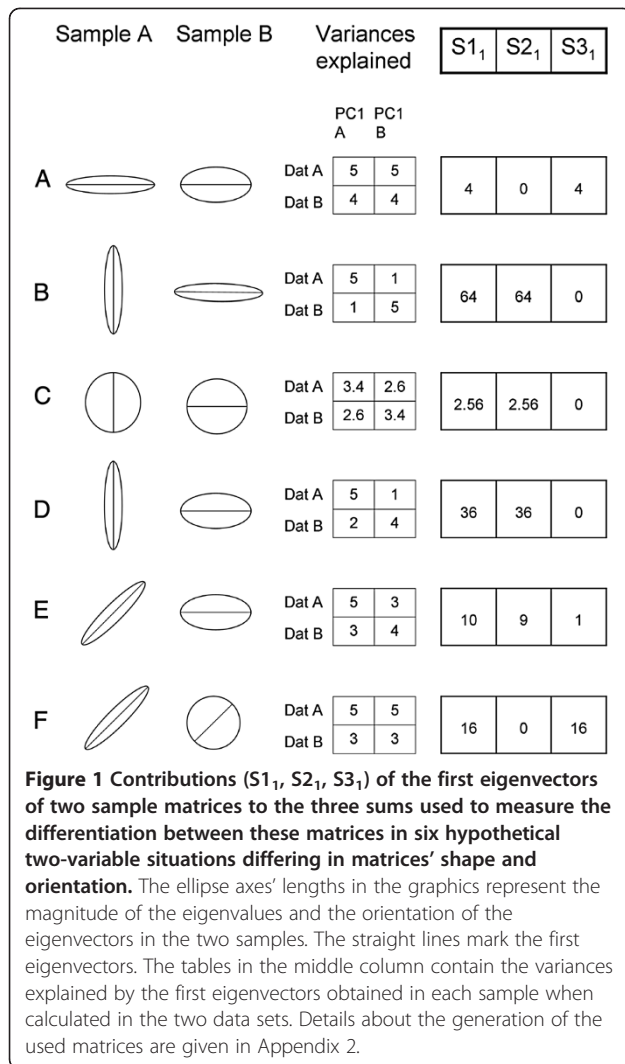 Sample A Sample B Variances explained S1₁ S2₁ S3₁
PC1 A PC1 B
A Dat A 5 5 4 0 4
Dat B 4 4
B Dat A 5 1 64 64 0
Dat B 1 5
C Dat A 3.4 2.6 2.56 2.56 0
Dat B 2.6 3.4
D Dat A 5 1 36 36 0
Dat B 2 4
E Dat A 5 3 10 9 1
Dat B 3 4
F Dat A 5 5 16 0 16
Dat B 3 3
Figure 1 Contributions (S1₁, S2₁, S3₁) of the first eigenvectors
of two sample matrices to the three sums used to measure the
differentiation between these matrices in six hypothetical
two-variable situations differing in matrices' shape and
orientation. The ellipse axes' lengths in the graphics represent the
magnitude of the eigenvalues and the orientation of the
eigenvectors in the two samples. The straight lines mark the first
eigenvectors. The tables in the middle column contain the variances
explained by the first eigenvectors obtained in each sample when
calculated in the two data sets. Details about the generation of the
used matrices are given in Appendix 2.